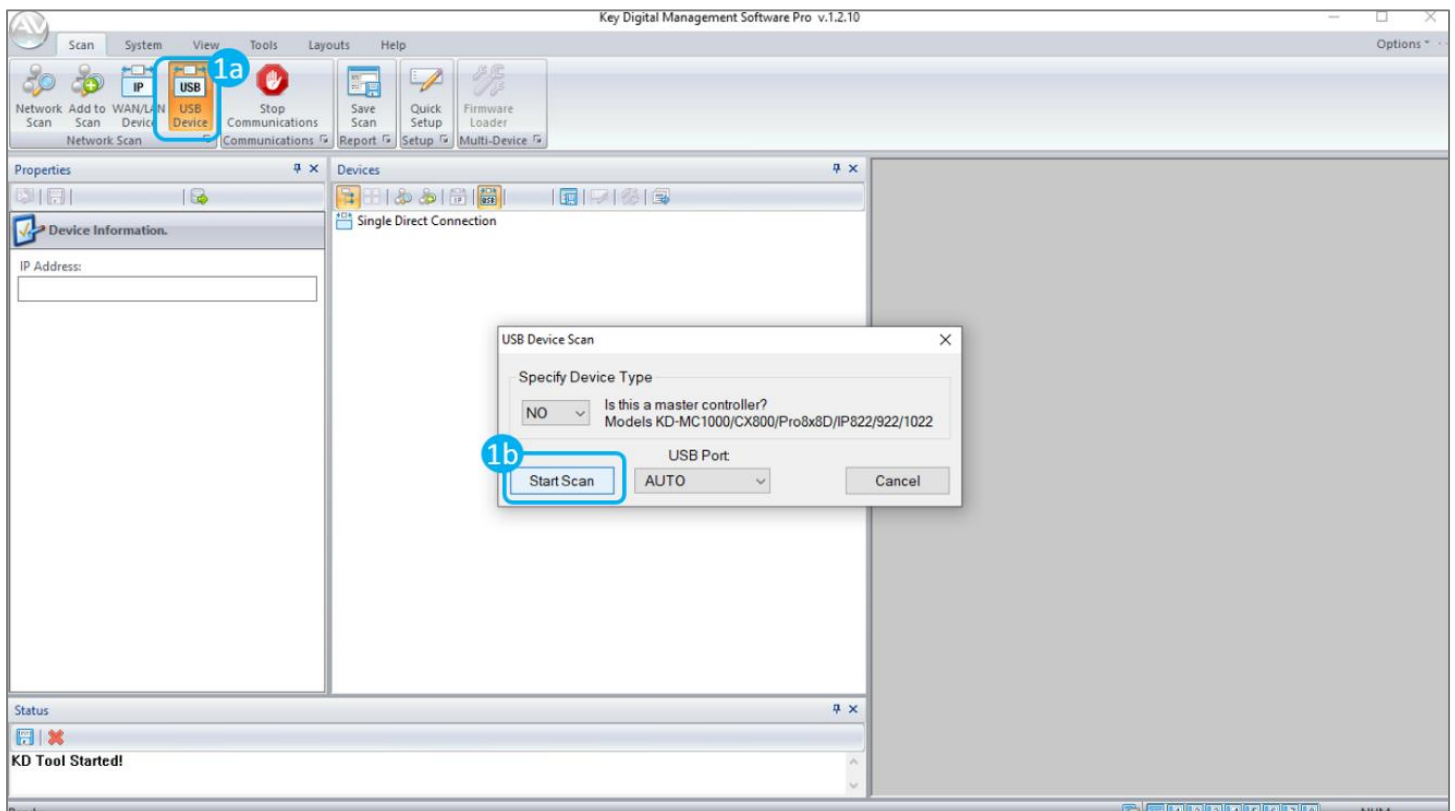 Key Digital Management Software Pro v.1.2.10
Scan System View Tools Layouts Help Options
1a
IP USB
Network Scan
Add to Scan
WAN/LAN Device
USB Device
Stop Communications
Save Scan
Quick Setup
Firmware Loader
Network Scan Communications Report Setup Multi-Device
Properties Devices
IP USB
Device Information.
Single Direct Connection
IP Address:
USB Device Scan
Specify Device Type
NO Is this a master controller?
Models KD-MC1000/CX800/Pro8x8D/IP822/922/1022
1b
USB Port:
Start Scan AUTO Cancel
Status
KD Tool Started!
NUM